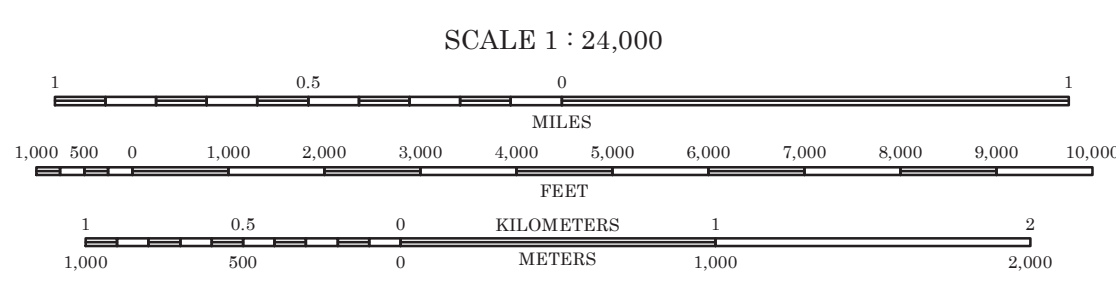 SCALE 1 : 24,000
1 0.5 0 1
MILES
1,000 500 0 1,000 2,000 3,000 4,000 5,000 6,000 7,000 8,000 9,000 10,000
FEET
1 0.5 0 KILOMETERS 1 2
1,000 500 0 METERS 1,000 2,000